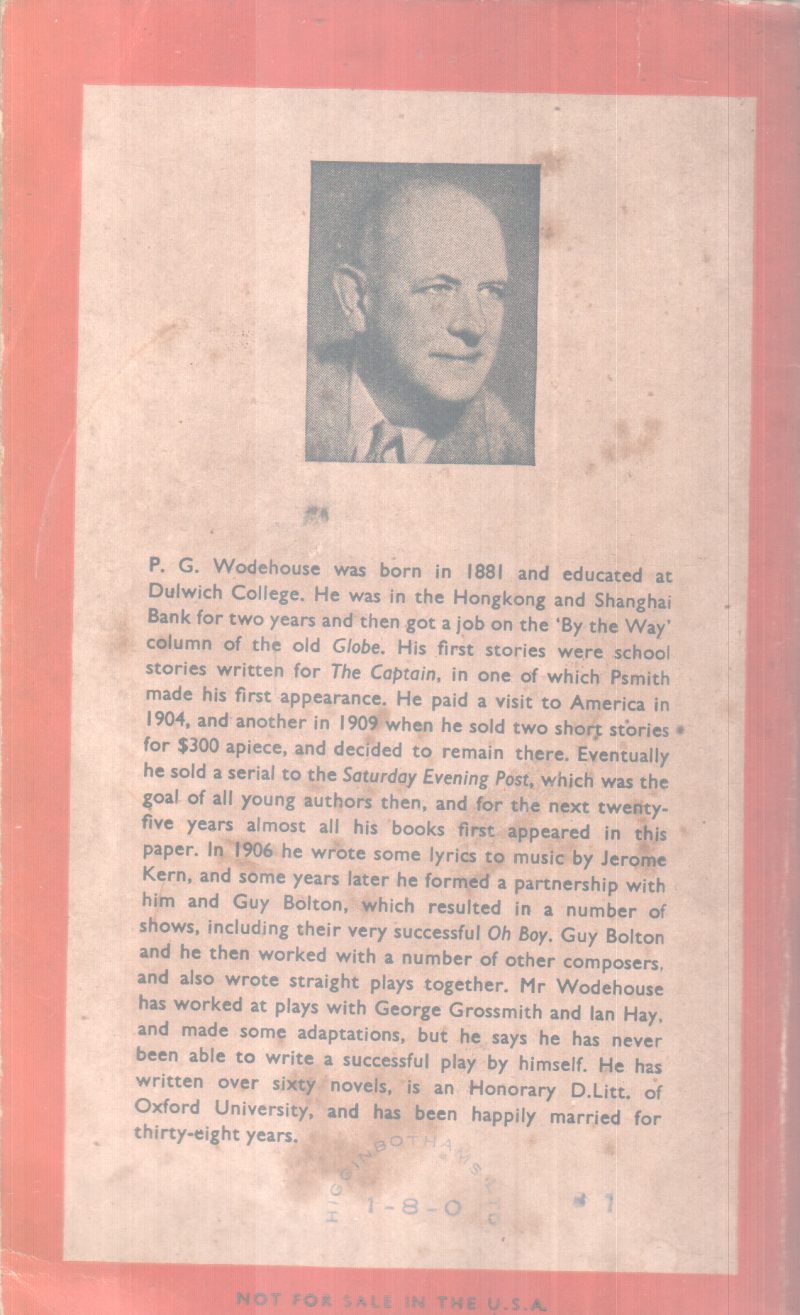 P. G. Wodehouse was born in 1881 and educated at
Dulwich College. He was in the Hongkong and Shanghai
Bank for two years and then got a job on the ‘By the Way’
column of the old Globe. His first stories were school
stories written for The Captain, in one of which Psmith
made his first appearance. He paid a visit to America in
1904, and another in 1909 when he sold two short stories
for $300 apiece, and decided to remain there. Eventually
he sold a serial to the Saturday Evening Post, which was the
goal of all young authors then, and for the next twenty-
five years almost all his books first appeared in this
paper. In 1906 he wrote some lyrics to music by Jerome
Kern, and some years later he formed a partnership with
him and Guy Bolton, which resulted in a number of
shows, including their very successful Oh Boy. Guy Bolton
and he then worked with a number of other composers,
and also wrote straight plays together. Mr Wodehouse
has worked at plays with George Grossmith and Ian Hay,
and made some adaptations, but he says he has never
been able to write a successful play by himself. He has
written over sixty novels, is an Honorary D.Litt. of
Oxford University, and has been happily married for
thirty-eight years.
HIGGINBOTHAMS LTD
1-8-0
NOT FOR SALE IN THE U.S.A.